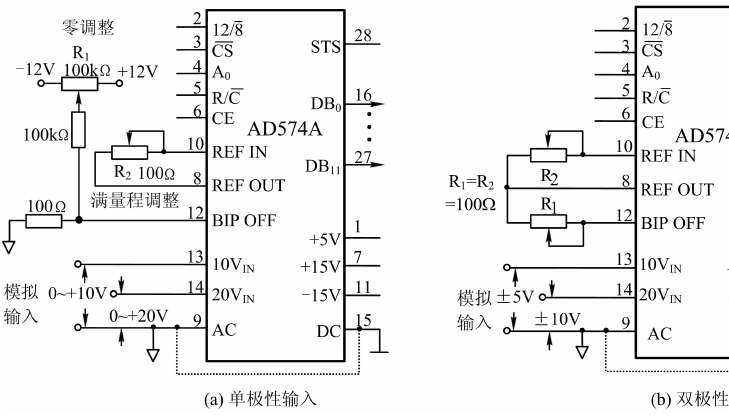 零调整
R₁
−12V 100kΩ +12V
100kΩ
100Ω
R₂ 100Ω
满量程调整
模拟
输入
0~+10V
0~+20V
2 12/8̅
3 C̅S̅
4 A₀
5 R/C̅
6 CE
10 REF IN
8 REF OUT
12 BIP OFF
13 10V_IN
14 20V_IN
9 AC
AD574A
STS 28
DB₀ 16
DB₁₁ 27
+5V 1
+15V 7
−15V 11
DC 15
(a) 单极性输入
R₁=R₂
=100Ω
R₂
R₁
模拟 ±5V
输入 ±10V
2 12/8̅
3 C̅S̅
4 A₀
5 R/C̅
6 CE
AD574
10 REF IN
8 REF OUT
12 BIP OFF
13 10V_IN
14 20V_IN
9 AC
(b) 双极性